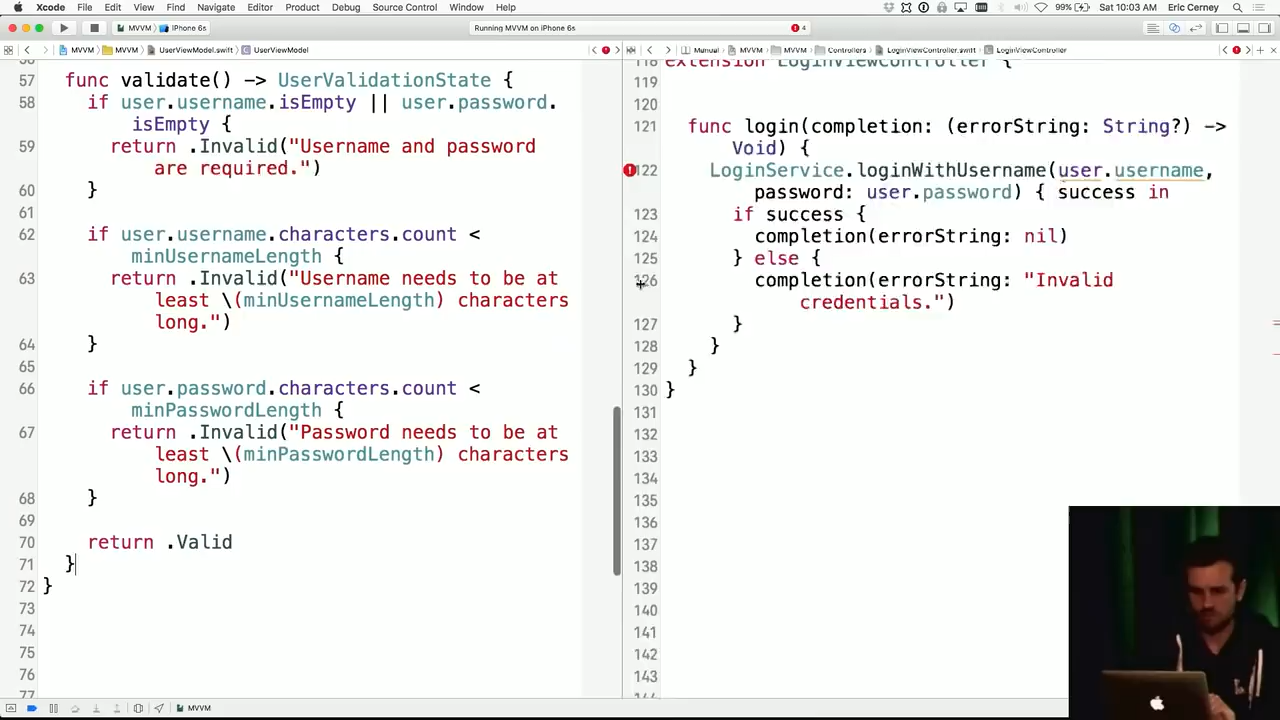 Xcode File Edit View Find Navigate Editor Product Debug Source Control Window Help 99% Sat 10:03 AM Eric Cerney
MVVM iPhone 6s Running MVVM on iPhone 6s 4
MVVM MVVM UserViewModel.swift UserViewModel
Manual MVVM MVVM Controllers LoginViewController.swift LoginViewController
57 func validate() -> UserValidationState {
58 if user.username.isEmpty || user.password.
isEmpty {
59 return .Invalid("Username and password
are required.")
60 }
61
62 if user.username.characters.count <
minUsernameLength {
63 return .Invalid("Username needs to be at
least \(minUsernameLength) characters
long.")
64 }
65
66 if user.password.characters.count <
minPasswordLength {
67 return .Invalid("Password needs to be at
least \(minPasswordLength) characters
long.")
68 }
69
70 return .Valid
71 }
72 }
73
74
75
76
77
118 extension LoginViewController {
119
120
121 func login(completion: (errorString: String?) ->
Void) {
122 LoginService.loginWithUsername(user.username,
password: user.password) { success in
123 if success {
124 completion(errorString: nil)
125 } else {
126 completion(errorString: "Invalid
credentials.")
127 }
128 }
129 }
130 }
131
132
133
134
135
136
137
138
139
140
141
142
143
144
MVVM